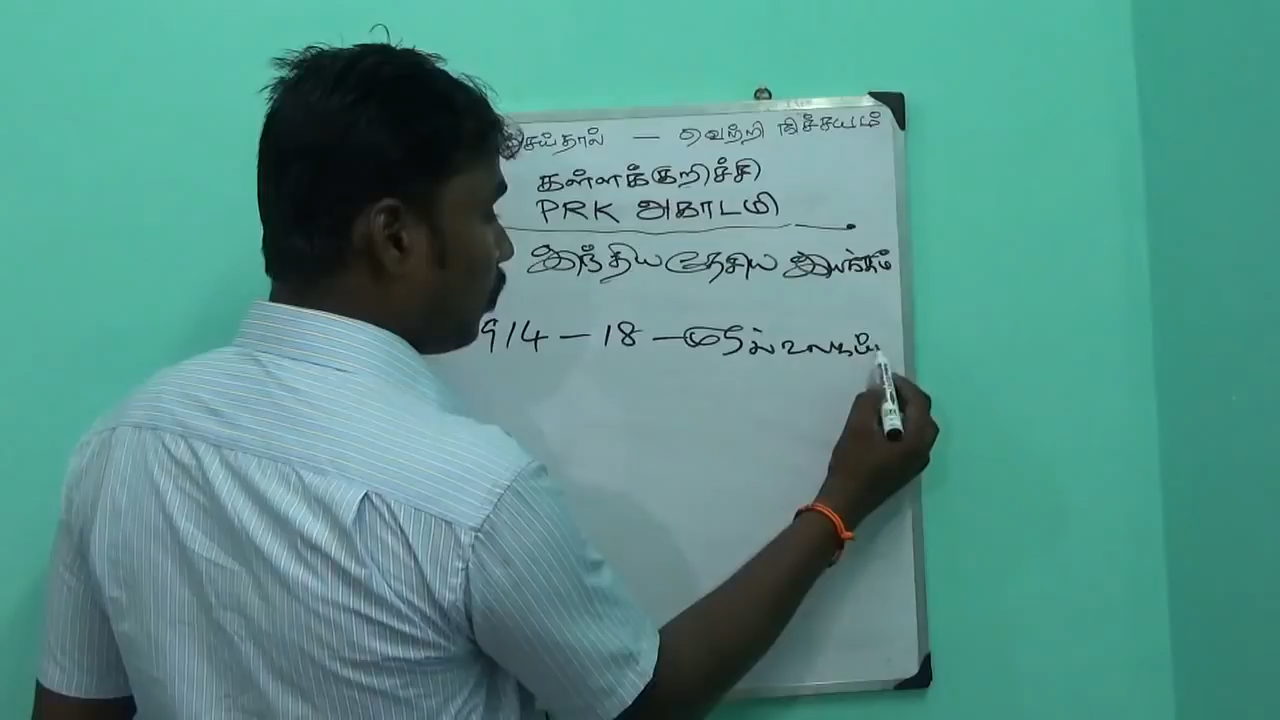 செய்தால் — வெற்றி நிச்சயம்
கள்ளக்குறிச்சி
PRK அகாடமி
இந்திய தேசிய இயக்கம்
914 — 18 — முதல் உலகப்